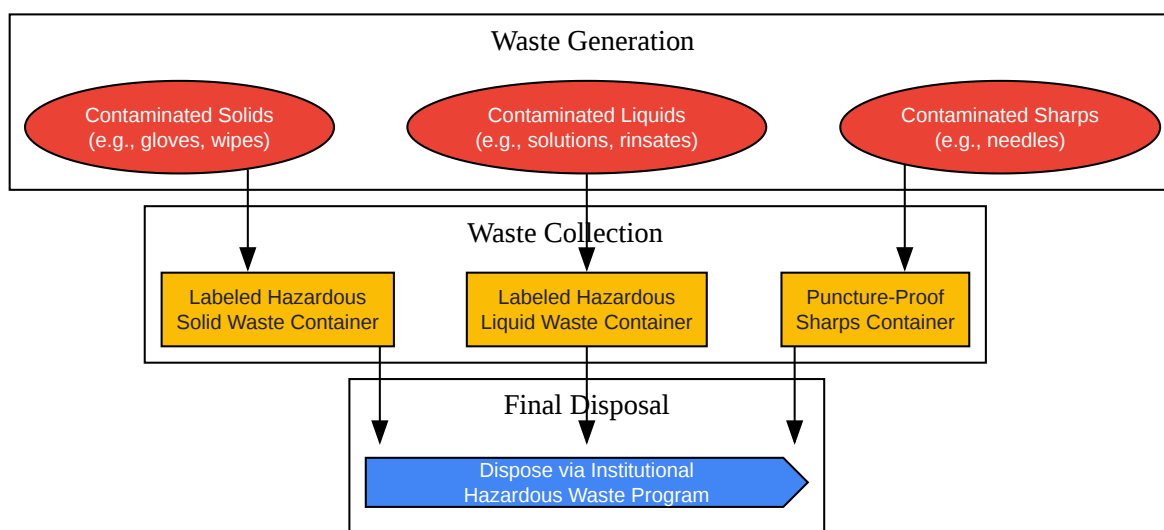 Waste Generation
Contaminated Solids
(e.g., gloves, wipes)
Contaminated Liquids
(e.g., solutions, rinsates)
Contaminated Sharps
(e.g., needles)
Waste Collection
Labeled Hazardous
Solid Waste Container
Labeled Hazardous
Liquid Waste Container
Puncture-Proof
Sharps Container
Final Disposal
Dispose via Institutional
Hazardous Waste Program